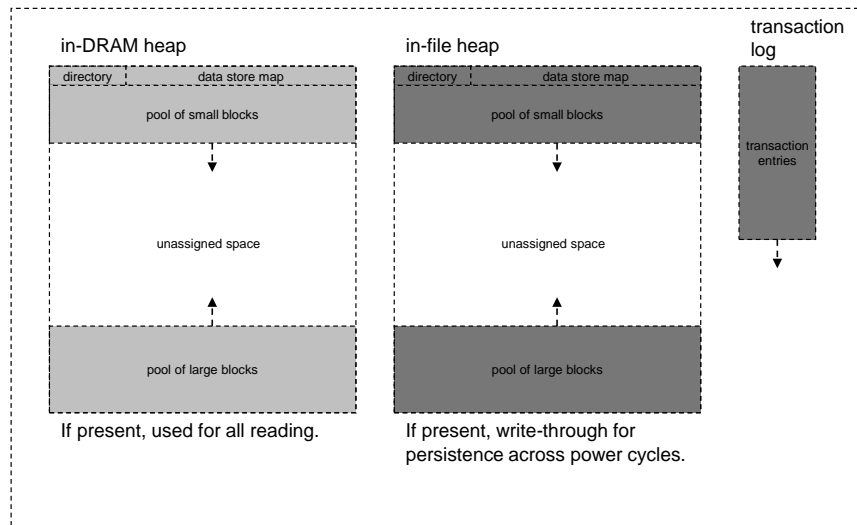 in-DRAM heap
directory
data store map
pool of small blocks
unassigned space
pool of large blocks
If present, used for all reading.
in-file heap
directory
data store map
pool of small blocks
unassigned space
pool of large blocks
If present, write-through for
persistence across power cycles.
transaction
log
transaction
entries